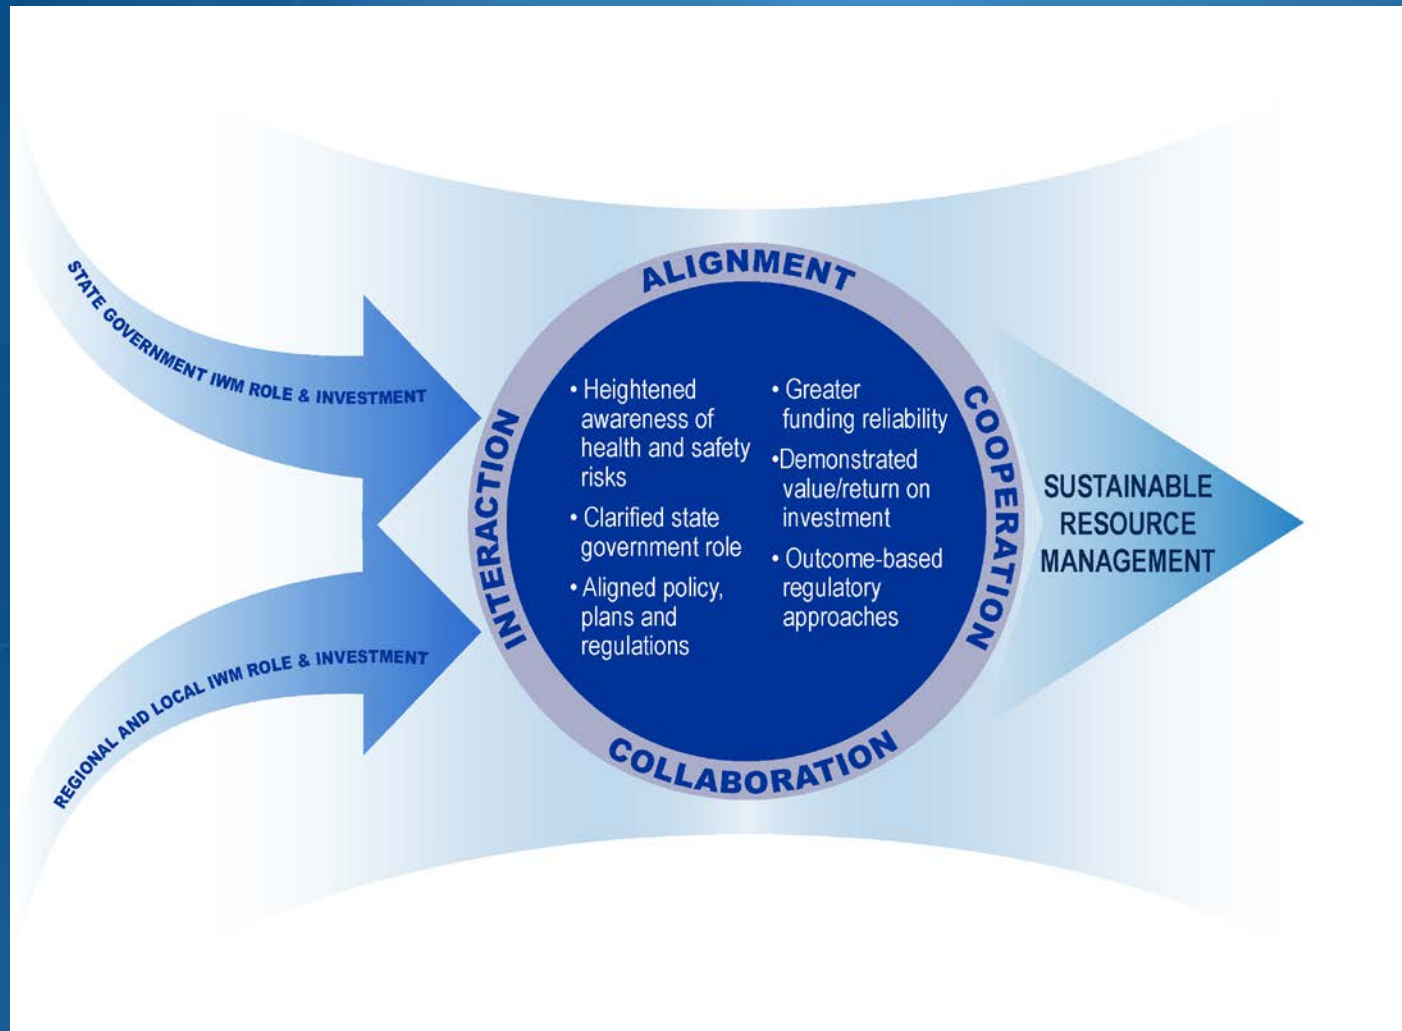 STATE GOVERNMENT IWM ROLE & INVESTMENT
REGIONAL AND LOCAL IWM ROLE & INVESTMENT
INTERACTION
ALIGNMENT
• Heightened
awareness of
health and safety
risks
• Clarified state
government role
• Aligned policy,
plans and
regulations
• Greater
funding reliability
•Demonstrated
value/return on
investment
• Outcome-based
regulatory
approaches
COOPERATION
COLLABORATION
SUSTAINABLE
RESOURCE
MANAGEMENT